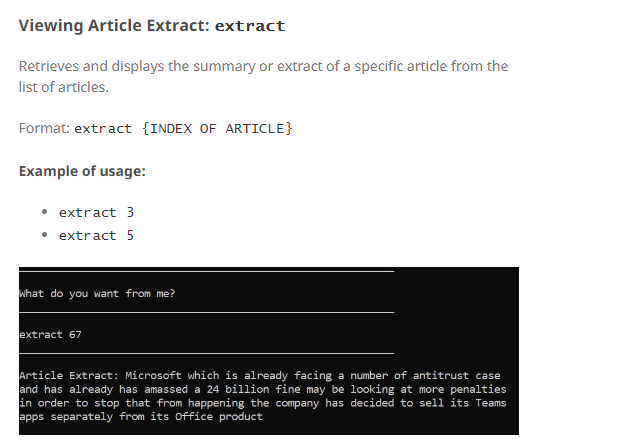 Viewing Article Extract: extract
Retrieves and displays the summary or extract of a specific article from the
list of articles.
Format: extract {INDEX OF ARTICLE}
Example of usage:
• extract 3
• extract 5
What do you want from me?
extract 67
Article Extract: Microsoft which is already facing a number of antitrust case
and has already has amassed a 24 billion fine may be looking at more penalties
in order to stop that from happening the company has decided to sell its Teams
apps separately from its Office product